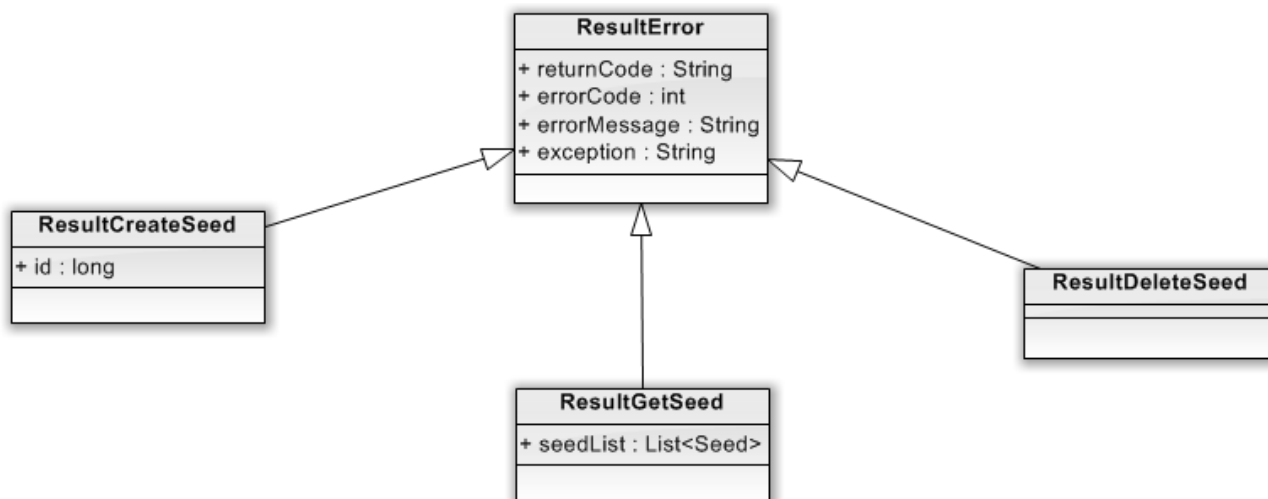 ResultError
+ returnCode : String
+ errorCode : int
+ errorMessage : String
+ exception : String
ResultCreateSeed
+ id : long
ResultDeleteSeed
ResultGetSeed
+ seedList : List<Seed>